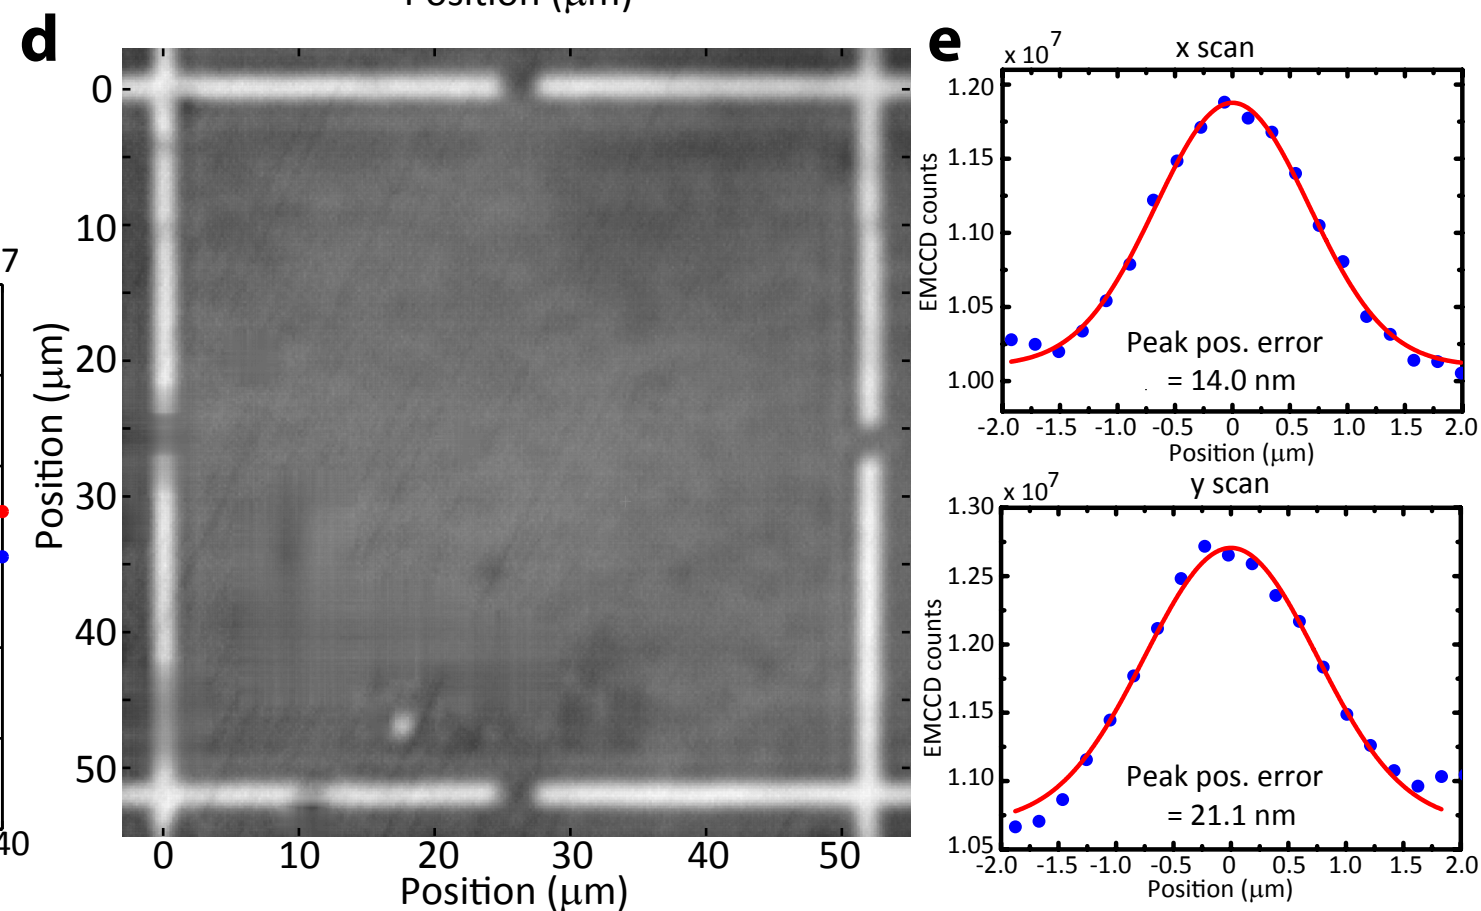 Position (μm)
d
0
10
20
30
40
50
Position (μm)
0
10
20
30
40
50
Position (μm)
7
40
e
x 10^7
x scan
1.20
1.15
1.10
1.05
1.00
EMCCD counts
Peak pos. error
= 14.0 nm
-2.0 -1.5 -1.0 -0.5 0 0.5 1.0 1.5 2.0
Position (μm)
y scan
x 10^7
1.30
1.25
1.20
1.15
1.10
1.05
EMCCD counts
Peak pos. error
= 21.1 nm
-2.0 -1.5 -1.0 -0.5 0 0.5 1.0 1.5 2.0
Position (μm)